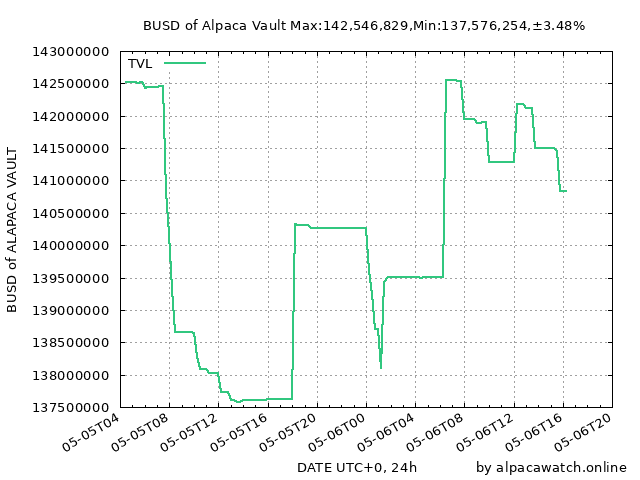 BUSD of Alpaca Vault Max:142,546,829,Min:137,576,254,±3.48%
TVL
143000000
142500000
142000000
141500000
141000000
140500000
140000000
139500000
139000000
138500000
138000000
137500000
BUSD of ALAPACA VAULT
05-05T04
05-05T08
05-05T12
05-05T16
05-05T20
05-06T00
05-06T04
05-06T08
05-06T12
05-06T16
05-06T20
DATE UTC+0, 24h
by alpacawatch.online